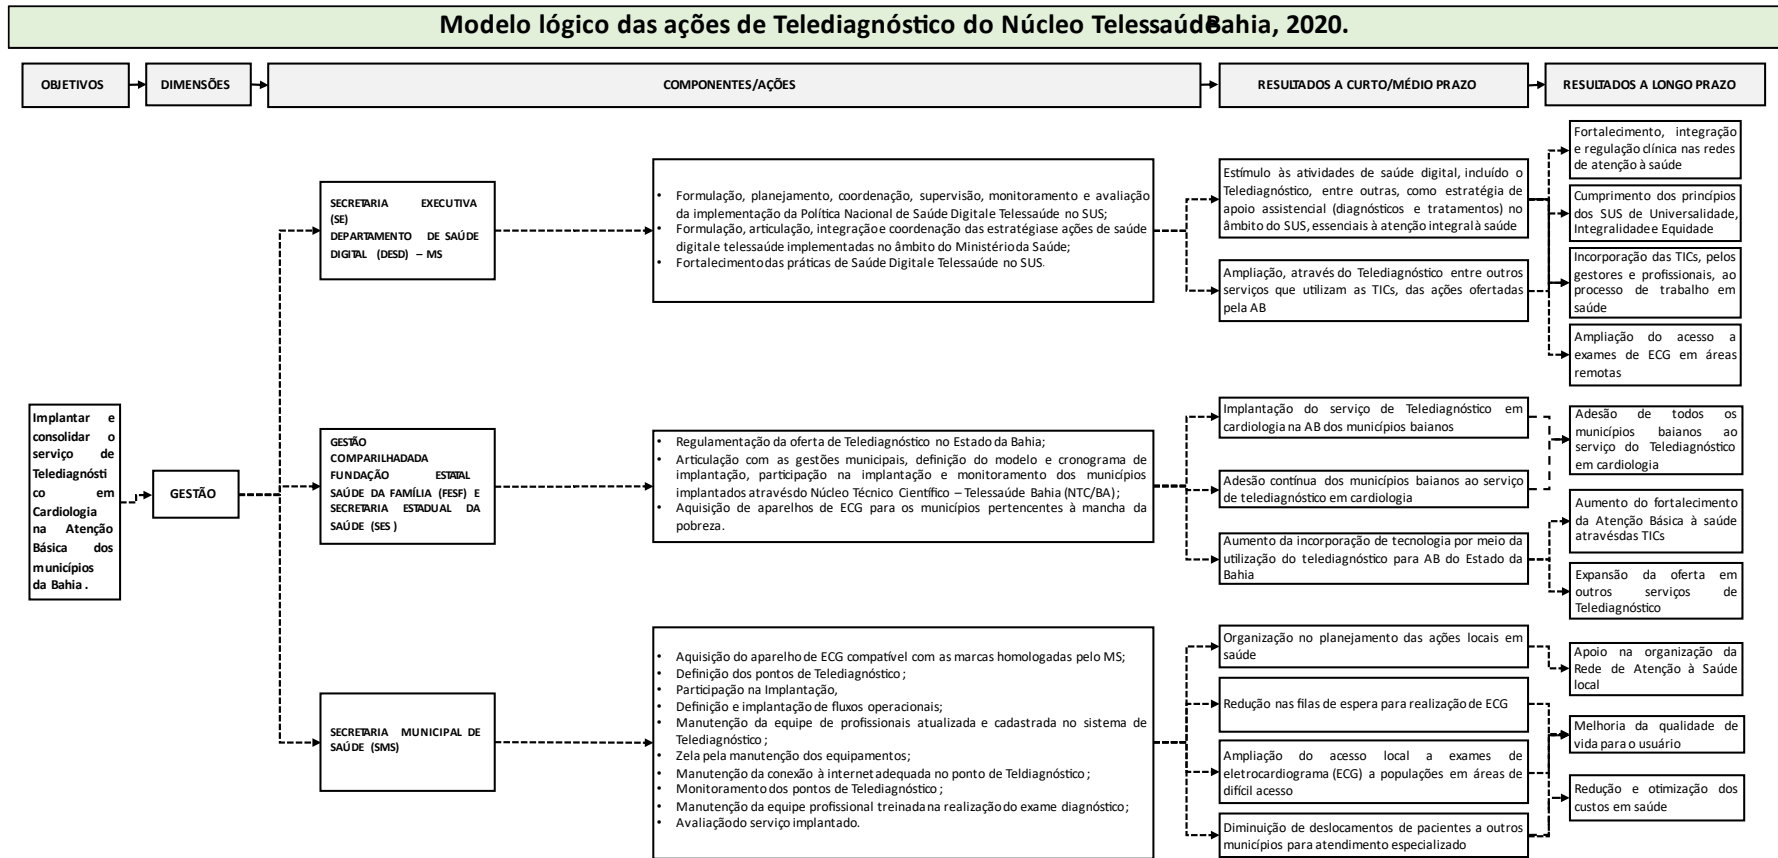 Modelo lógico das ações de Telediagnóstico do Núcleo Telessaúde Bahia, 2020.
OBJETIVOS
DIMENSÕES
COMPONENTES/AÇÕES
RESULTADOS A CURTO/MÉDIO PRAZO
RESULTADOS A LONGO PRAZO
Implantar e
consolidar o
serviço de
Telediagnósti
co em
Cardiologia
na Atenção
Básica dos
municípios
da Bahia .
GESTÃO
SECRETARIA EXECUTIVA
(SE)
DEPARTAMENTO DE SAÚDE
DIGITAL (DESD) – MS
• Formulação, planejamento, coordenação, supervisão, monitoramento e avaliação
da implementação da Política Nacional de Saúde Digital e Telessaúde no SUS;
• Formulação, articulação, integração e coordenação das estratégias e ações de saúde
digital e telessaúde implementadas no âmbito do Ministério da Saúde;
• Fortalecimento das práticas de Saúde Digital e Telessaúde no SUS.
Estímulo às atividades de saúde digital, incluído o
Telediagnóstico, entre outras, como estratégia de
apoio assistencial (diagnósticos e tratamentos) no
âmbito do SUS, essenciais à atenção integral à saúde
Ampliação, através do Telediagnóstico entre outros
serviços que utilizam as TICs, das ações ofertadas
pela AB
Fortalecimento, integração
e regulação clínica nas redes
de atenção à saúde
Cumprimento dos princípios
dos SUS de Universalidade,
Integralidade e Equidade
Incorporação das TICs, pelos
gestores e profissionais, ao
processo de trabalho em
saúde
Ampliação do acesso a
exames de ECG em áreas
remotas
GESTÃO
COMPARILHADADA
FUNDAÇÃO ESTATAL
SAÚDE DA FAMÍLIA (FESF) E
SECRETARIA ESTADUAL DA
SAÚDE (SES )
• Regulamentação da oferta de Telediagnóstico no Estado da Bahia;
• Articulação com as gestões municipais, definição do modelo e cronograma de
implantação, participação na implantação e monitoramento dos municípios
implantados através do Núcleo Técnico Científico – Telessaúde Bahia (NTC/BA) ;
• Aquisição de aparelhos de ECG para os municípios pertencentes à mancha da
pobreza.
Implantação do serviço de Telediagnóstico em
cardiologia na AB dos municípios baianos
Adesão contínua dos municípios baianos ao serviço
de telediagnóstico em cardiologia
Aumento da incorporação de tecnologia por meio da
utilização do telediagnóstico para AB do Estado da
Bahia
Adesão de todos os
municípios baianos ao
serviço do Telediagnóstico
em cardiologia
Aumento do fortalecimento
da Atenção Básica à saúde
através das TICs
Expansão da oferta em
outros serviços de
Telediagnóstico
SECRETARIA MUNICIPAL DE
SAÚDE (SMS)
• Aquisição do aparelho de ECG compatível com as marcas homologadas pelo MS;
• Definição dos pontos de Telediagnóstico ;
• Participação na Implantação,
• Definição e implantação de fluxos operacionais;
• Manutenção da equipe de profissionais atualizada e cadastrada no sistema de
Telediagnóstico ;
• Zela pela manutenção dos equipamentos;
• Manutenção da conexão à internet adequada no ponto de Teldiagnóstico ;
• Monitoramento dos pontos de Telediagnóstico ;
• Manutenção da equipe profissional treinada na realização do exame diagnóstico;
• Avaliação do serviço implantado.
Organização no planejamento das ações locais em
saúde
Redução nas filas de espera para realização de ECG
Ampliação do acesso local a exames de
eletrocardiograma (ECG) a populações em áreas de
difícil acesso
Diminuição de deslocamentos de pacientes a outros
municípios para atendimento especializado
Apoio na organização da
Rede de Atenção à Saúde
local
Melhoria da qualidade de
vida para o usuário
Redução e otimização dos
custos em saúde